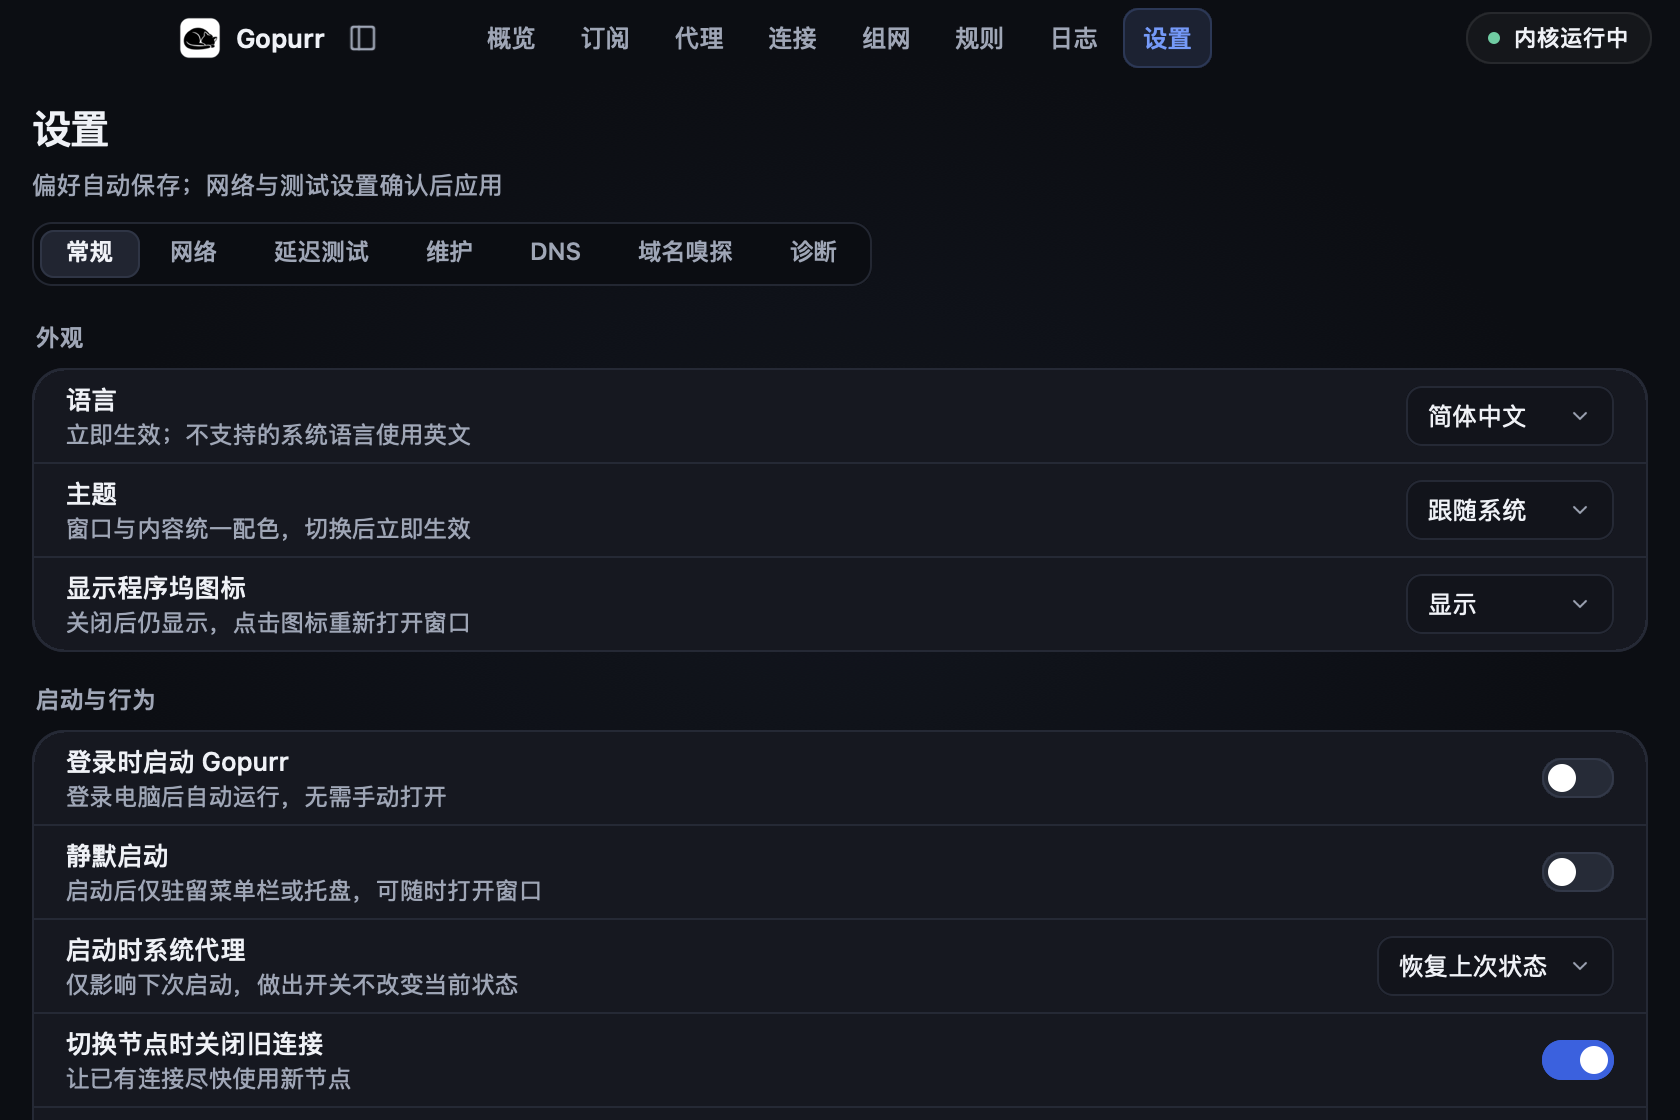 Gopurr
概览
订阅
代理
连接
组网
规则
日志
设置
内核运行中
设置
偏好自动保存；网络与测试设置确认后应用
常规
网络
延迟测试
维护
DNS
域名嗅探
诊断
外观
语言
立即生效；不支持的系统语言使用英文
简体中文
主题
窗口与内容统一配色，切换后立即生效
跟随系统
显示程序坞图标
关闭后仍显示，点击图标重新打开窗口
显示
启动与行为
登录时启动 Gopurr
登录电脑后自动运行，无需手动打开
静默启动
启动后仅驻留菜单栏或托盘，可随时打开窗口
启动时系统代理
仅影响下次启动，做出开关不改变当前状态
恢复上次状态
切换节点时关闭旧连接
让已有连接尽快使用新节点